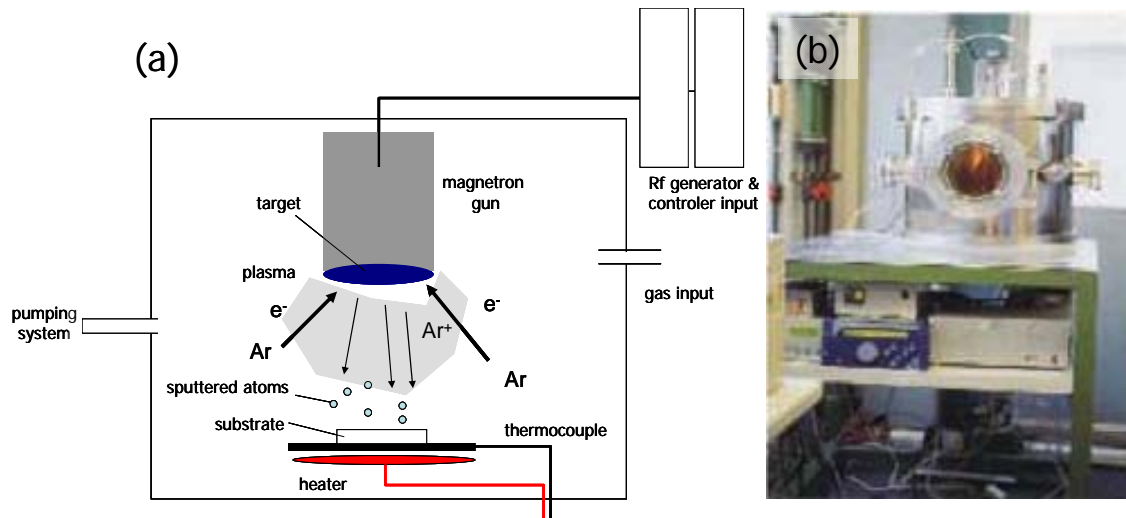 (a)
(b)
magnetron
gun
Rf generator &
controler input
target
plasma
gas input
e-
e-
pumping
system
Ar+
Ar
Ar
sputtered atoms
substrate
thermocouple
heater